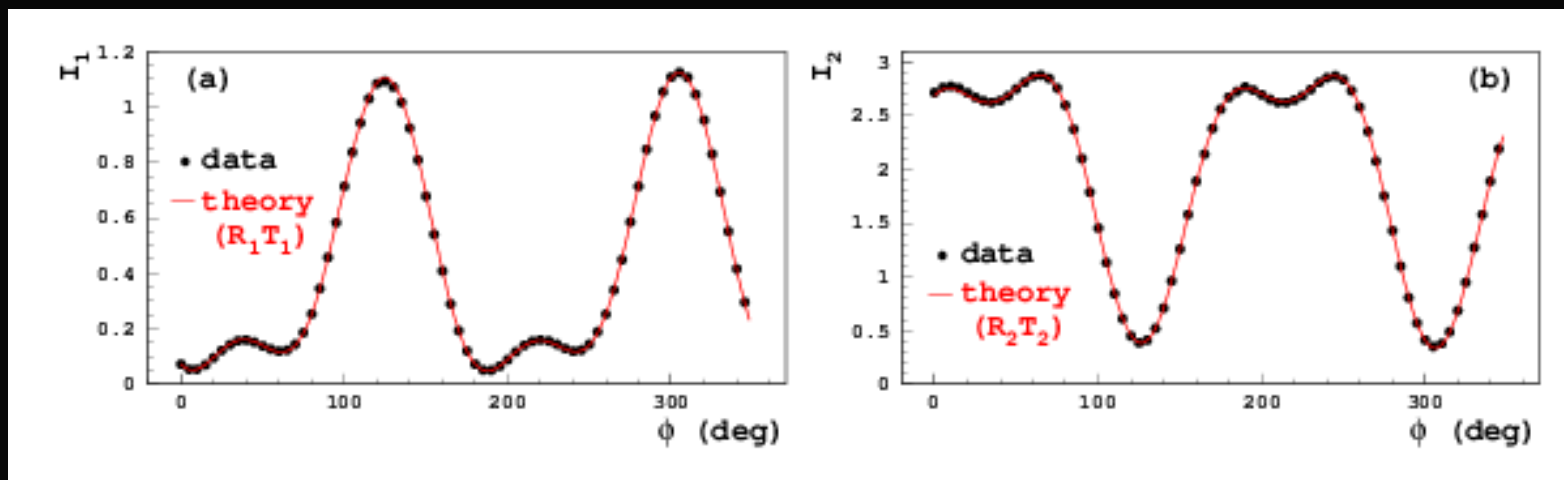 I₁
1.2
1
0.8
0.6
0.4
0.2
0
(a)
data
theory
(R₁T₁)
0 100 200 300
ϕ (deg)
I₂
3
2.5
2
1.5
1
0.5
0
(b)
data
theory
(R₂T₂)
0 100 200 300
ϕ (deg)